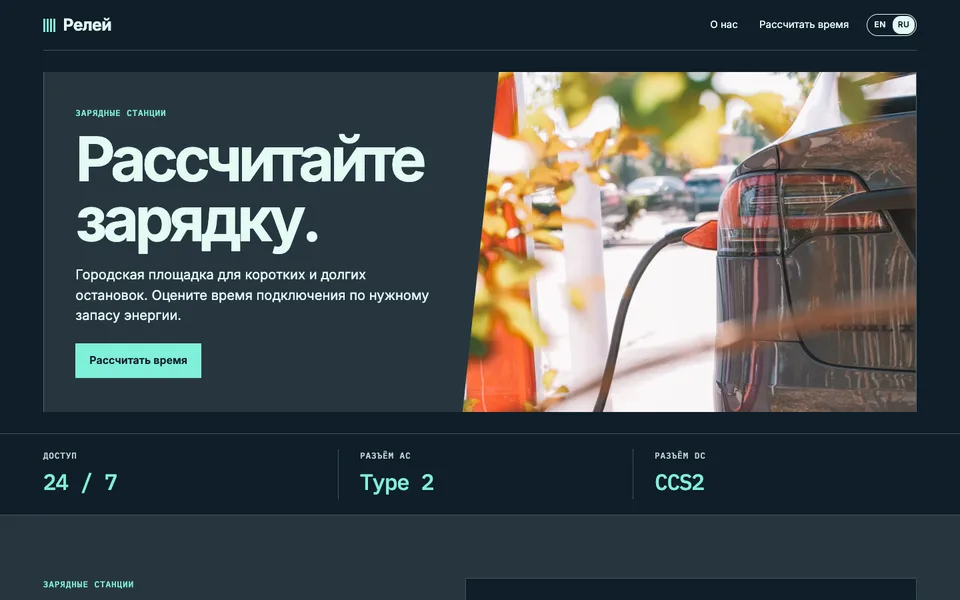 Релей
О нас
Рассчитать время
EN
RU
ЗАРЯДНЫЕ СТАНЦИИ
Рассчитайте
зарядку.
Городская площадка для коротких и долгих
остановок. Оцените время подключения по нужному
запасу энергии.
Рассчитать время
ДОСТУП
24 / 7
РАЗЪЁМ AC
Type 2
РАЗЪЁМ DC
CCS2
ЗАРЯДНЫЕ СТАНЦИИ